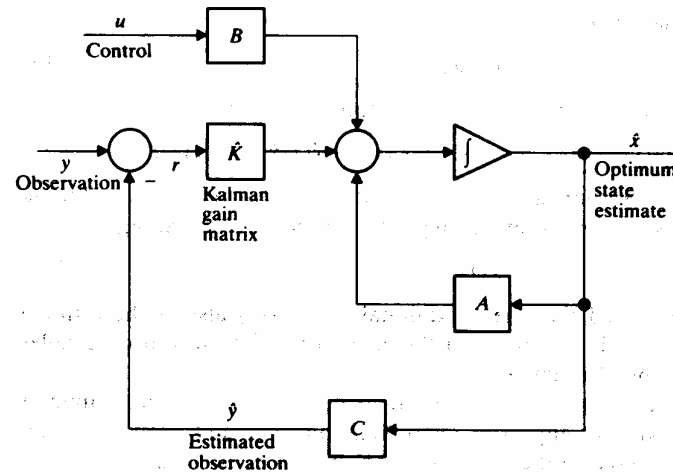 u
Control
B
y
Observation
−
r
K̂
Kalman
gain
matrix
∫
x̂
Optimum
state
estimate
A
ŷ
Estimated
observation
C